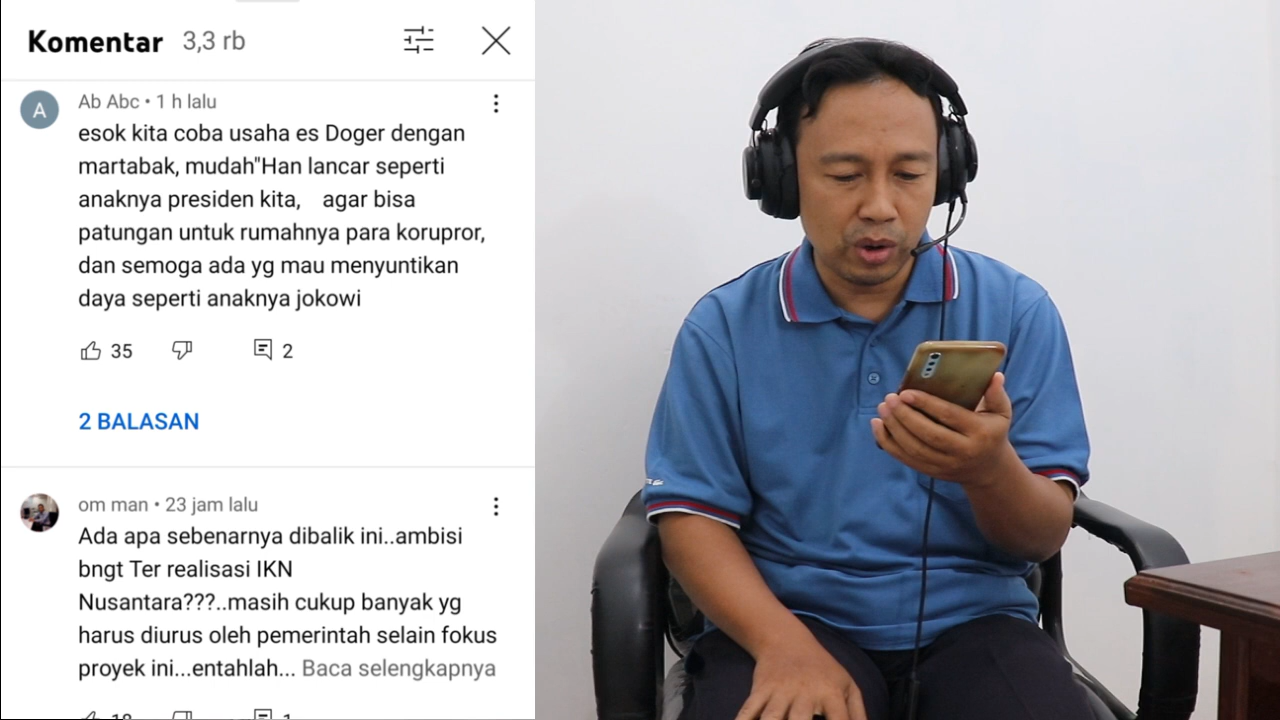 Komentar 3,3 rb
Ab Abc • 1 h lalu
A
esok kita coba usaha es Doger dengan
martabak, mudah"Han lancar seperti
anaknya presiden kita, agar bisa
patungan untuk rumahnya para korupror,
dan semoga ada yg mau menyuntikan
daya seperti anaknya jokowi
35 2
2 BALASAN
om man • 23 jam lalu
Ada apa sebenarnya dibalik ini..ambisi
bngt Ter realisasi IKN
Nusantara???..masih cukup banyak yg
harus diurus oleh pemerintah selain fokus
proyek ini...entahlah... Baca selengkapnya
18 1